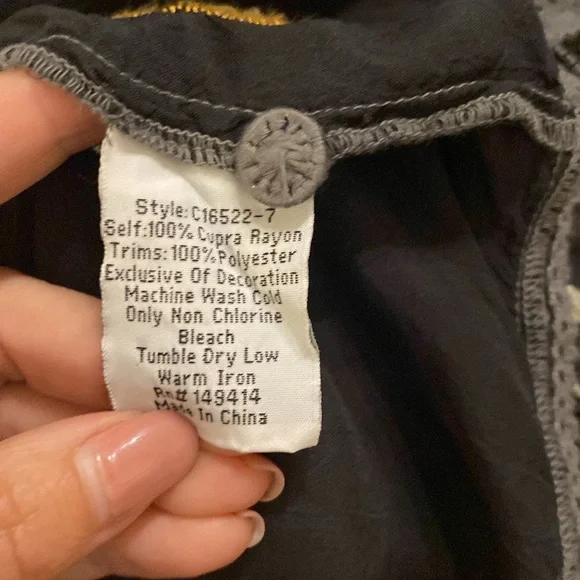 Style: C16522-7
Self:100% Cupra Rayon
Trims:100% Polyester
Exclusive Of Decoration
Machine Wash Cold
Only Non Chlorine
Bleach
Tumble Dry Low
Warm Iron
Rn# 149414
Made In China